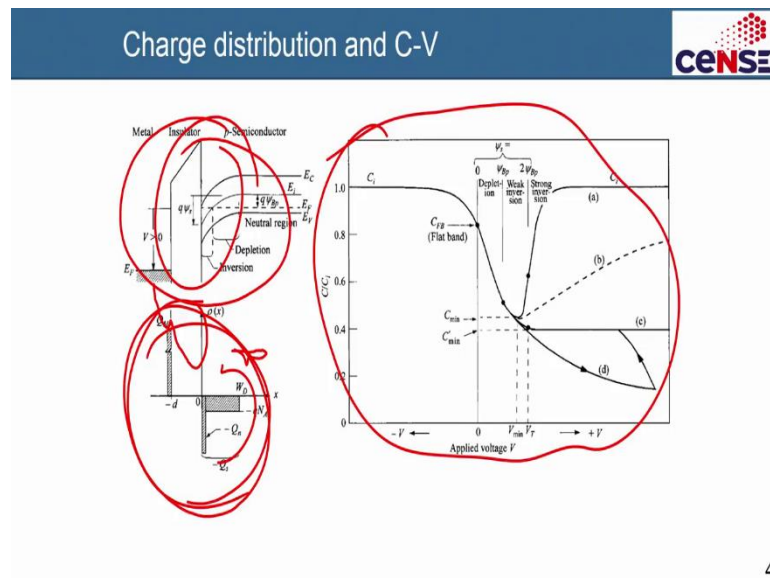 Charge distribution and C-V
CENSE
Metal Insulator p-Semiconductor
E_C
E_i
qψ_Bp
E_F
E_V
qψ_s
V > 0
Neutral region
Depletion
Inversion
E_F
ρ(x)
W_D
x
-d
0
-Q_n
-Q_s
ψ_s =
0 ψ_Bp 2ψ_Bp
Deplet-ion
Weak inver-sion
Strong inver-sion
C_i
C_i
1.0
(a)
C_FB
(Flat band)
0.8
(b)
0.6
C/C_i
C_min
0.4
C'_min
(c)
(d)
0.2
0
-V
0
V_min V_T
+V
Applied voltage V
4